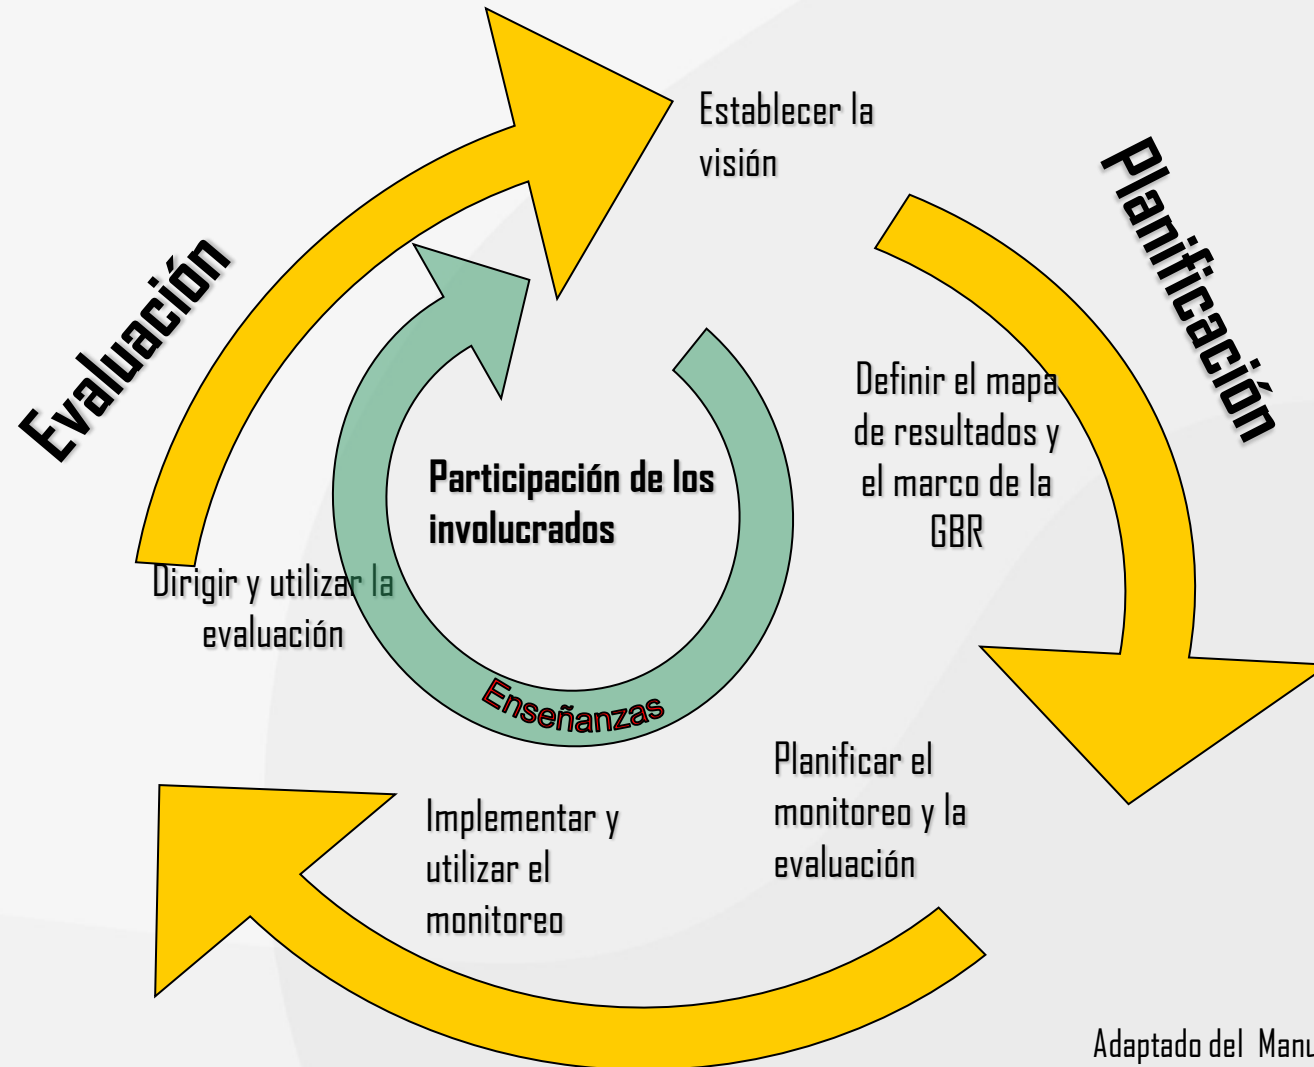 Establecer la
visión
Planificación
Evaluación
Definir el mapa
de resultados y
el marco de la
GBR
Participación de los
involucrados
Dirigir y utilizar la
evaluación
Enseñanzas
Planificar el
monitoreo y la
evaluación
Implementar y
utilizar el
monitoreo
Adaptado del